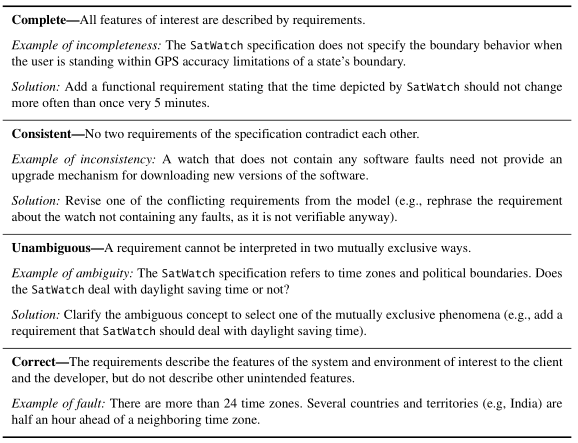 Complete—All features of interest are described by requirements.
Example of incompleteness: The SatWatch specification does not specify the boundary behavior when
the user is standing within GPS accuracy limitations of a state’s boundary.
Solution: Add a functional requirement stating that the time depicted by SatWatch should not change
more often than once very 5 minutes.
Consistent—No two requirements of the specification contradict each other.
Example of inconsistency: A watch that does not contain any software faults need not provide an
upgrade mechanism for downloading new versions of the software.
Solution: Revise one of the conflicting requirements from the model (e.g., rephrase the requirement
about the watch not containing any faults, as it is not verifiable anyway).
Unambiguous—A requirement cannot be interpreted in two mutually exclusive ways.
Example of ambiguity: The SatWatch specification refers to time zones and political boundaries. Does
the SatWatch deal with daylight saving time or not?
Solution: Clarify the ambiguous concept to select one of the mutually exclusive phenomena (e.g., add a
requirement that SatWatch should deal with daylight saving time).
Correct—The requirements describe the features of the system and environment of interest to the client
and the developer, but do not describe other unintended features.
Example of fault: There are more than 24 time zones. Several countries and territories (e.g, India) are
half an hour ahead of a neighboring time zone.